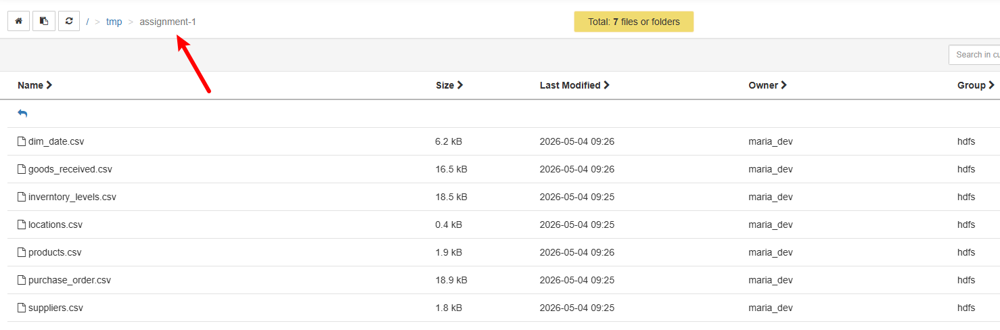 / > tmp > assignment-1 Total: 7 files or folders
Search in cu
Name Size Last Modified Owner Group
dim_date.csv 6.2 kB 2026-05-04 09:26 maria_dev hdfs
goods_received.csv 16.5 kB 2026-05-04 09:26 maria_dev hdfs
inverntory_levels.csv 18.5 kB 2026-05-04 09:25 maria_dev hdfs
locations.csv 0.4 kB 2026-05-04 09:25 maria_dev hdfs
products.csv 1.9 kB 2026-05-04 09:26 maria_dev hdfs
purchase_order.csv 18.9 kB 2026-05-04 09:25 maria_dev hdfs
suppliers.csv 1.8 kB 2026-05-04 09:25 maria_dev hdfs